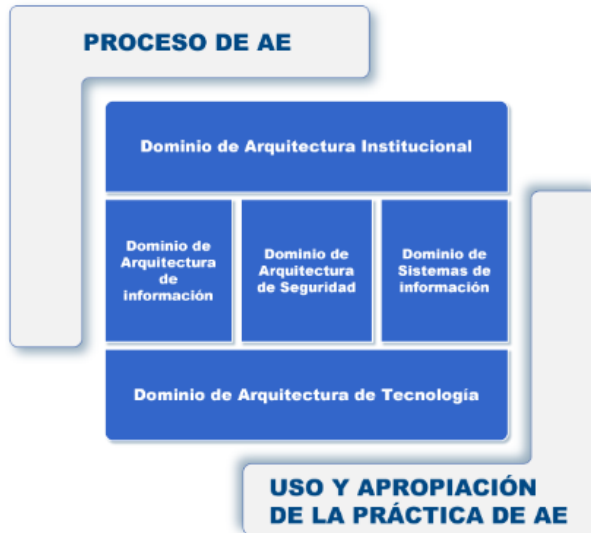 PROCESO DE AE
Dominio de Arquitectura Institucional
Dominio de
Arquitectura
de
información
Dominio de
Arquitectura
de Seguridad
Dominio de
Sistemas de
información
Dominio de Arquitectura de Tecnología
USO Y APROPIACIÓN
DE LA PRÁCTICA DE AE